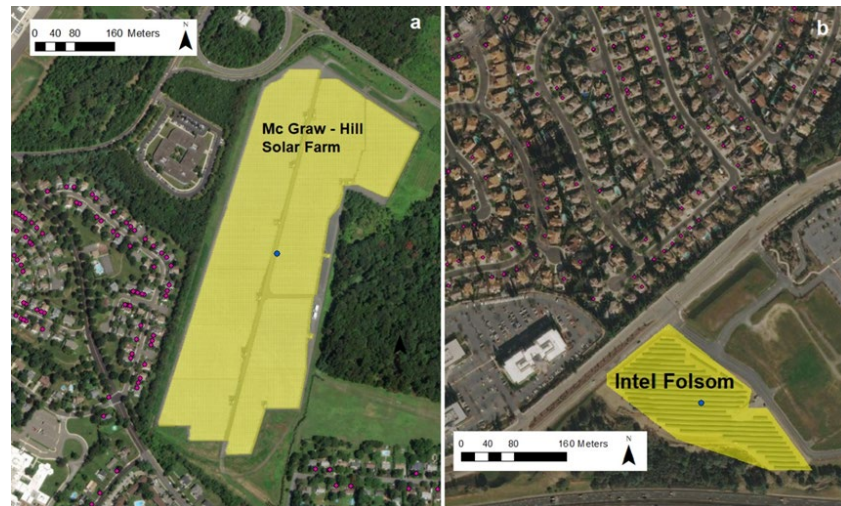 0 40 80 160 Meters
N
a
Mc Graw - Hill
Solar Farm
b
Intel Folsom
0 40 80 160 Meters
N